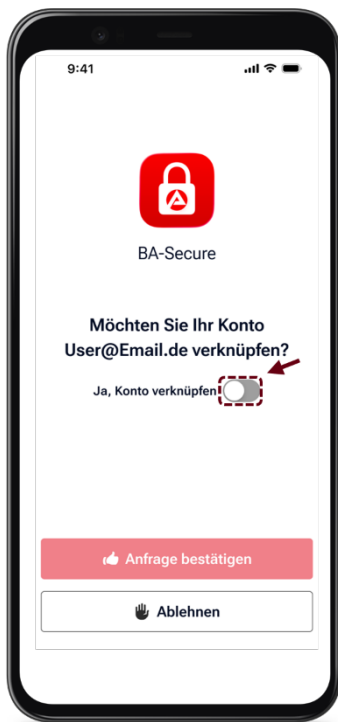 9:41
BA-Secure
Möchten Sie Ihr Konto
User@Email.de verknüpfen?
Ja, Konto verknüpfen
Anfrage bestätigen
Ablehnen